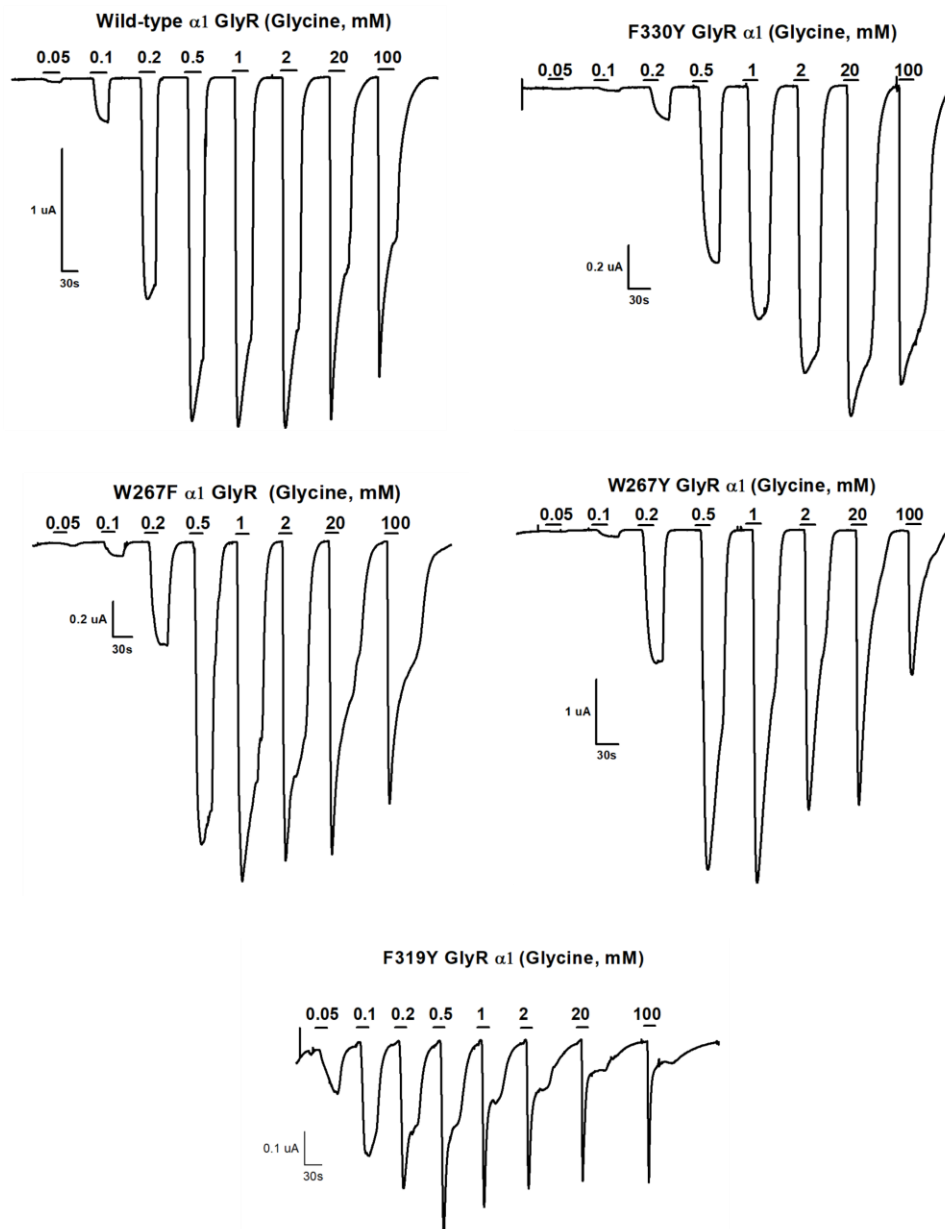 Wild-type α1 GlyR (Glycine, mM)
0.05 0.1 0.2 0.5 1 2 20 100
1 uA
30s
F330Y GlyR α1 (Glycine, mM)
0.05 0.1 0.2 0.5 1 2 20 100
0.2 uA
30s
W267F α1 GlyR (Glycine, mM)
0.05 0.1 0.2 0.5 1 2 20 100
0.2 uA
30s
W267Y GlyR α1 (Glycine, mM)
0.05 0.1 0.2 0.5 1 2 20 100
1 uA
30s
F319Y GlyR α1 (Glycine, mM)
0.05 0.1 0.2 0.5 1 2 20 100
0.1 uA
30s